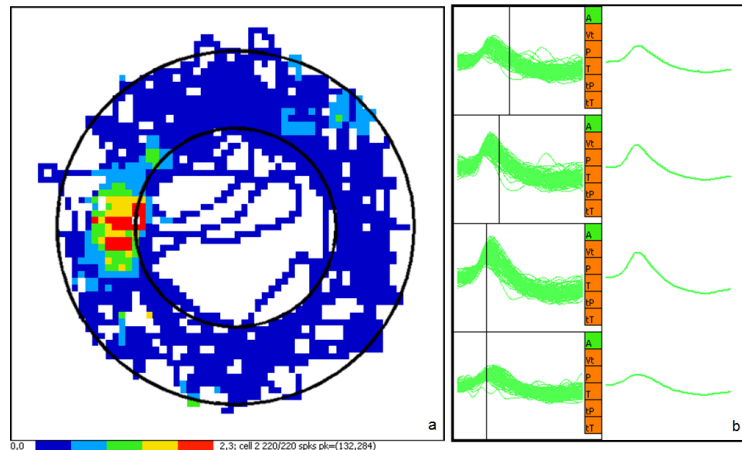 a
0,0 2,3; cell 2 220/220 spks pk=(132,284)
A
Vt
P
T
tP
tT
A
Vt
P
T
tP
tT
A
Vt
P
T
tP
tT
A
Vt
P
T
tP
tT
b